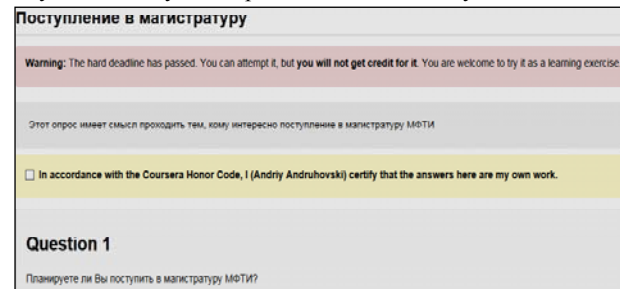 Поступление в магистратуру
Warning: The hard deadline has passed. You can attempt it, but you will not get credit for it. You are welcome to try it as a learning exercise
Этот опрос имеет смысл проходить тем, кому интересно поступление в магистратуру МФТИ
In accordance with the Coursera Honor Code, I (Andriy Andruhovski) certify that the answers here are my own work.
Question 1
Планируете ли Вы поступить в магистратуру МФТИ?